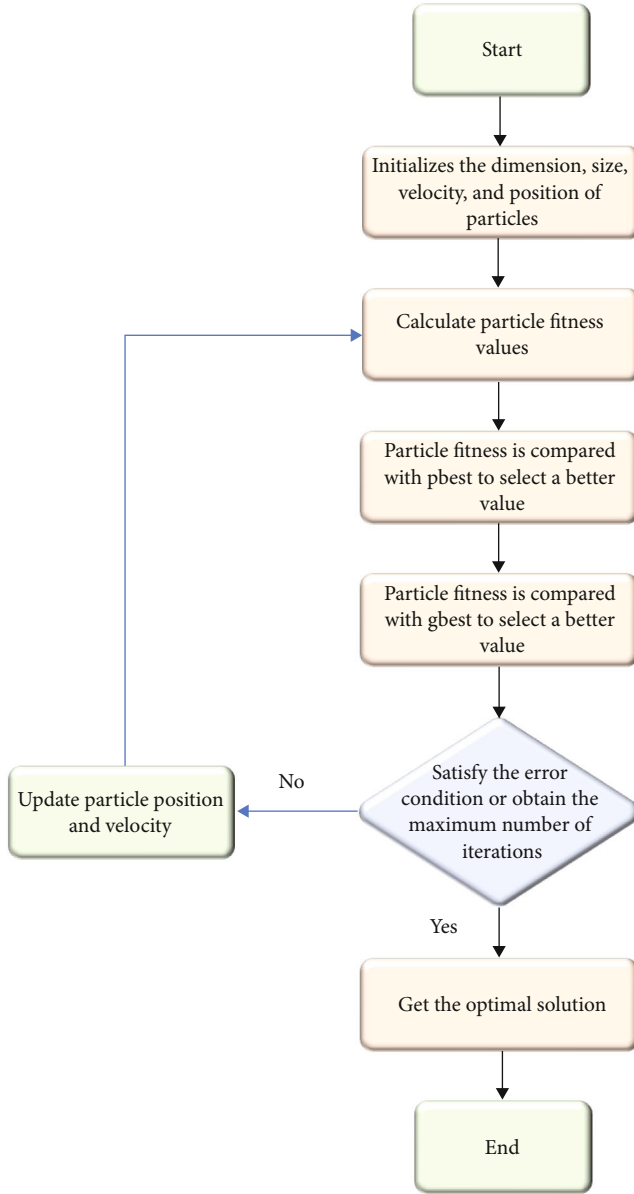 Start
Initializes the dimension, size,
velocity, and position of
particles
Calculate particle fitness
values
Particle fitness is compared
with pbest to select a better
value
Particle fitness is compared
with gbest to select a better
value
Satisfy the error
condition or obtain the
maximum number of
iterations
No
Update particle position
and velocity
Yes
Get the optimal solution
End